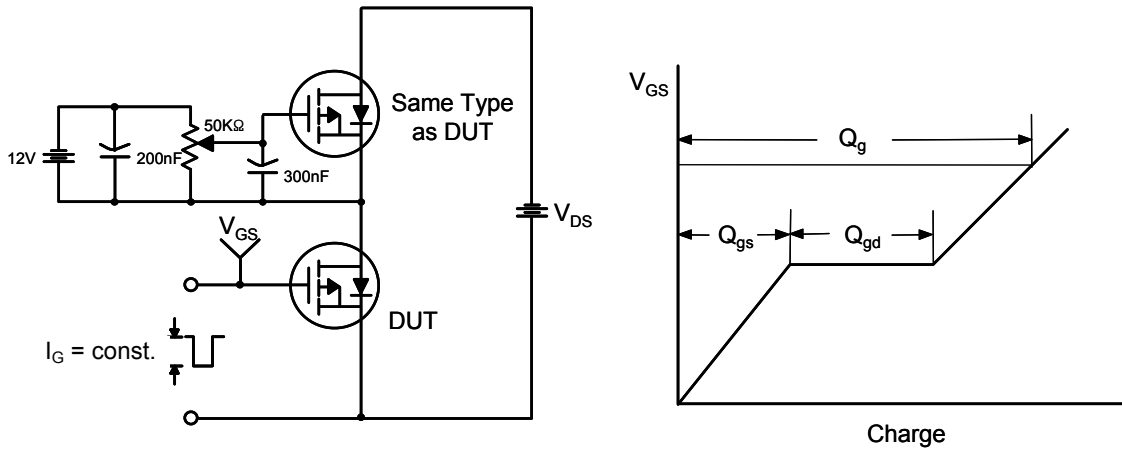 Same Type
as DUT
50KΩ
12V
200nF
300nF
V_GS
V_DS
DUT
I_G = const.
V_GS
Q_g
Q_gs
Q_gd
Charge